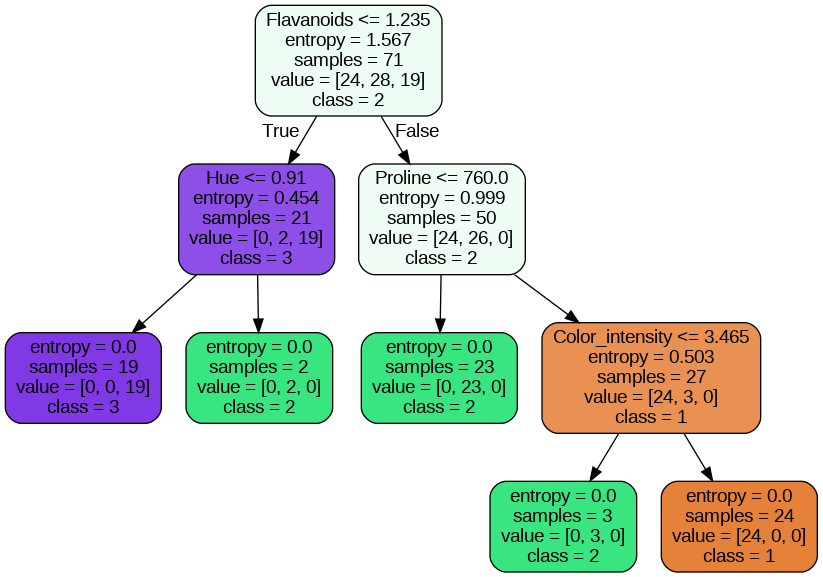 Flavanoids <= 1.235
entropy = 1.567
samples = 71
value = [24, 28, 19]
class = 2
True
False
Hue <= 0.91
entropy = 0.454
samples = 21
value = [0, 2, 19]
class = 3
Proline <= 760.0
entropy = 0.999
samples = 50
value = [24, 26, 0]
class = 2
entropy = 0.0
samples = 19
value = [0, 0, 19]
class = 3
entropy = 0.0
samples = 2
value = [0, 2, 0]
class = 2
entropy = 0.0
samples = 23
value = [0, 23, 0]
class = 2
Color_intensity <= 3.465
entropy = 0.503
samples = 27
value = [24, 3, 0]
class = 1
entropy = 0.0
samples = 3
value = [0, 3, 0]
class = 2
entropy = 0.0
samples = 24
value = [24, 0, 0]
class = 1